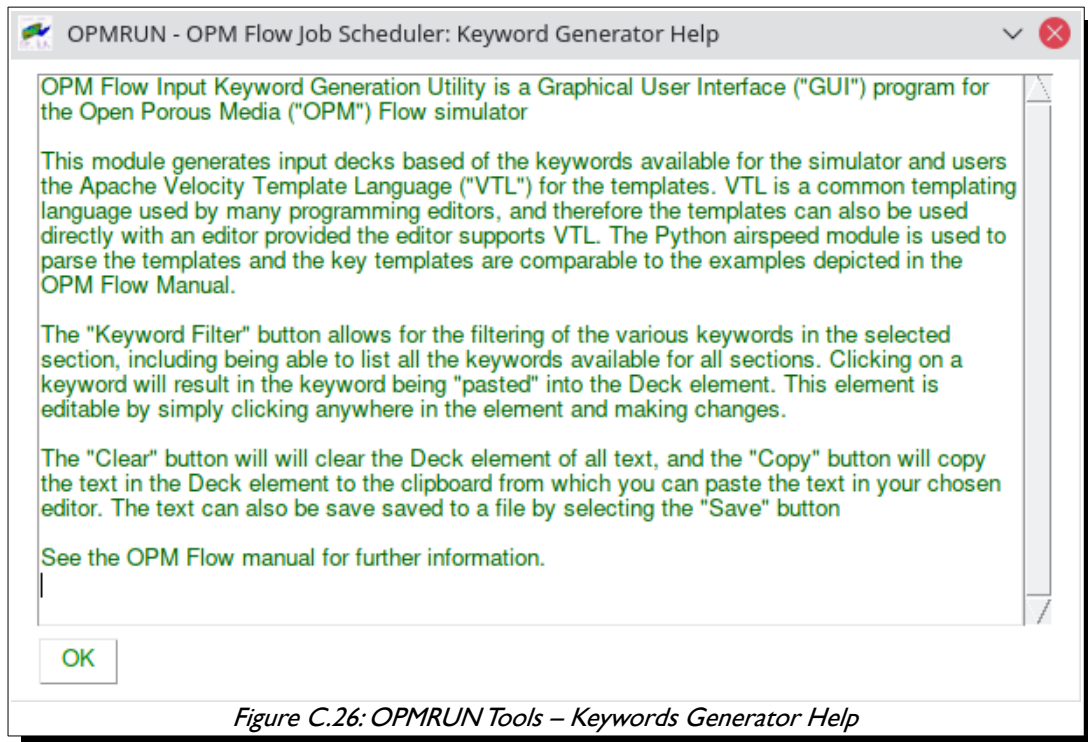 OPMRUN - OPM Flow Job Scheduler: Keyword Generator Help
OPM Flow Input Keyword Generation Utility is a Graphical User Interface ("GUI") program for
the Open Porous Media ("OPM") Flow simulator
This module generates input decks based of the keywords available for the simulator and users
the Apache Velocity Template Language ("VTL") for the templates. VTL is a common templating
language used by many programming editors, and therefore the templates can also be used
directly with an editor provided the editor supports VTL. The Python airspeed module is used to
parse the templates and the key templates are comparable to the examples depicted in the
OPM Flow Manual.
The "Keyword Filter" button allows for the filtering of the various keywords in the selected
section, including being able to list all the keywords available for all sections. Clicking on a
keyword will result in the keyword being "pasted" into the Deck element. This element is
editable by simply clicking anywhere in the element and making changes.
The "Clear" button will will clear the Deck element of all text, and the "Copy" button will copy
the text in the Deck element to the clipboard from which you can paste the text in your chosen
editor. The text can also be save saved to a file by selecting the "Save" button
See the OPM Flow manual for further information.
OK
Figure C.26: OPMRUN Tools – Keywords Generator Help